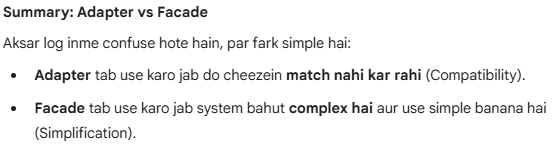 Summary: Adapter vs Facade
Aksar log inme confuse hote hain, par fark simple hai:
• Adapter tab use karo jab do cheezein match nahi kar rahi (Compatibility).
• Facade tab use karo jab system bahut complex hai aur use simple banana hai
(Simplification).